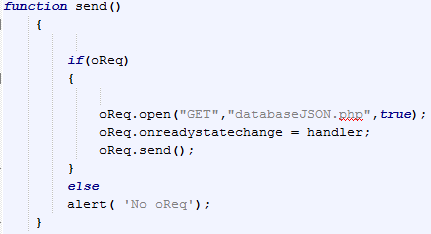 function send()
{
if(oReq)
{
oReq.open("GET","databaseJSON.php",true);
oReq.onreadystatechange = handler;
oReq.send();
}
else
alert( 'No oReq');
}